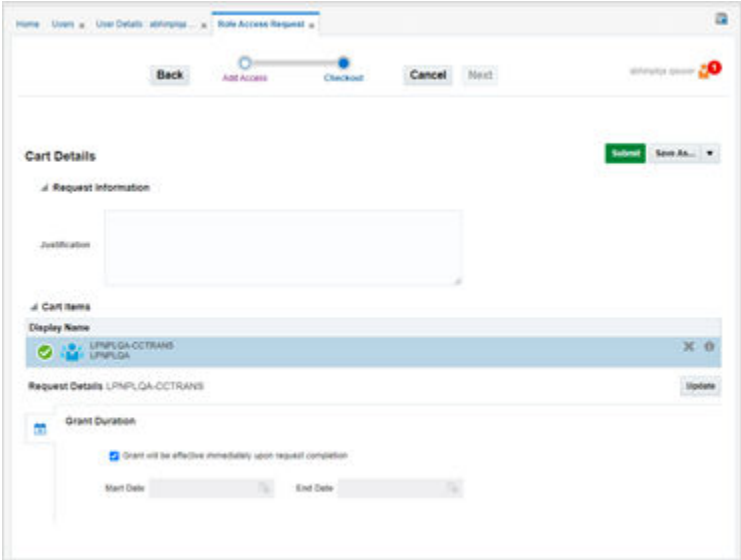 Home Users User Details Role Access Request
Back Add Access Checkout Cancel Next
1
Cart Details Submit Save As...
Request Information
Justification
Cart Items
Display Name
LPNPLQA-CCTRANS
LPNPLQA
Request Details LPNPLQA-CCTRANS Update
Grant Duration
Grant will be effective immediately upon request completion
Start Date End Date